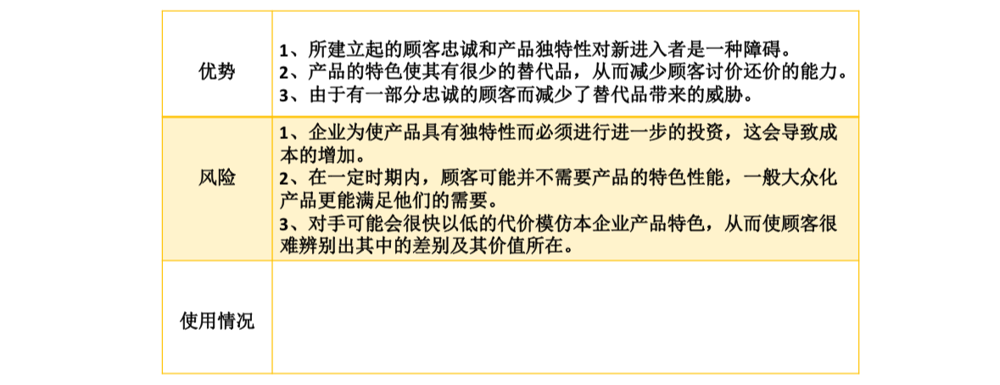 优势
1、所建立起的顾客忠诚和产品独特性对新进入者是一种障碍。
2、产品的特色使其有很少的替代品，从而减少顾客讨价还价的能力。
3、由于有一部分忠诚的顾客而减少了替代品带来的威胁。
风险
1、企业为使产品具有独特性而必须进行进一步的投资，这会导致成
本的增加。
2、在一定时期内，顾客可能并不需要产品的特色性能，一般大众化
产品更能满足他们的需要。
3、对手可能会很快以低的代价模仿本企业产品特色，从而使顾客很
难辨别出其中的差别及其价值所在。
使用情况